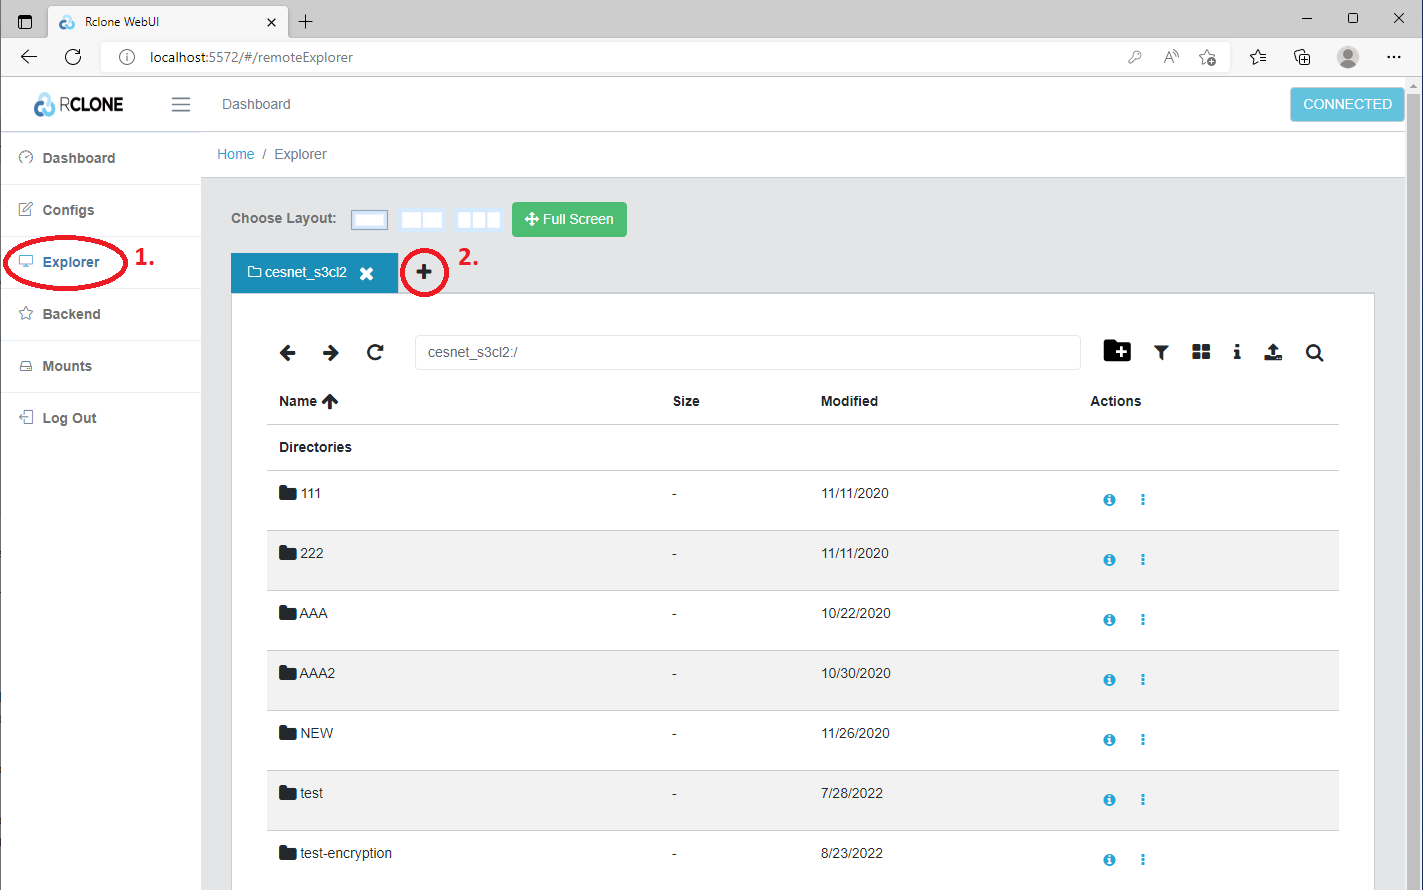 Rclone WebUI
localhost:5572/#/remoteExplorer
RCLONE
Dashboard
CONNECTED
Dashboard
Configs
Explorer
1.
Backend
Mounts
Log Out
Home / Explorer
Choose Layout:
Full Screen
cesnet_s3cl2
2.
cesnet_s3cl2:/
Name Size Modified Actions
Directories
111 - 11/11/2020
222 - 11/11/2020
AAA - 10/22/2020
AAA2 - 10/30/2020
NEW - 11/26/2020
test - 7/28/2022
test-encryption - 8/23/2022